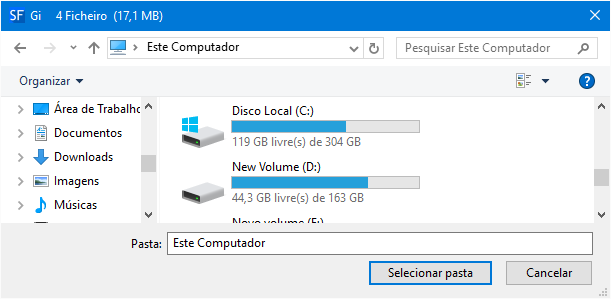 SF Gi 4 Ficheiro (17,1 MB)
Este Computador
Pesquisar Este Computador
Organizar
Área de Trabalho
Documentos
Downloads
Imagens
Músicas
Disco Local (C:)
119 GB livre(s) de 304 GB
New Volume (D:)
44,3 GB livre(s) de 163 GB
Novo volume (E:)
Pasta: Este Computador
Selecionar pasta
Cancelar